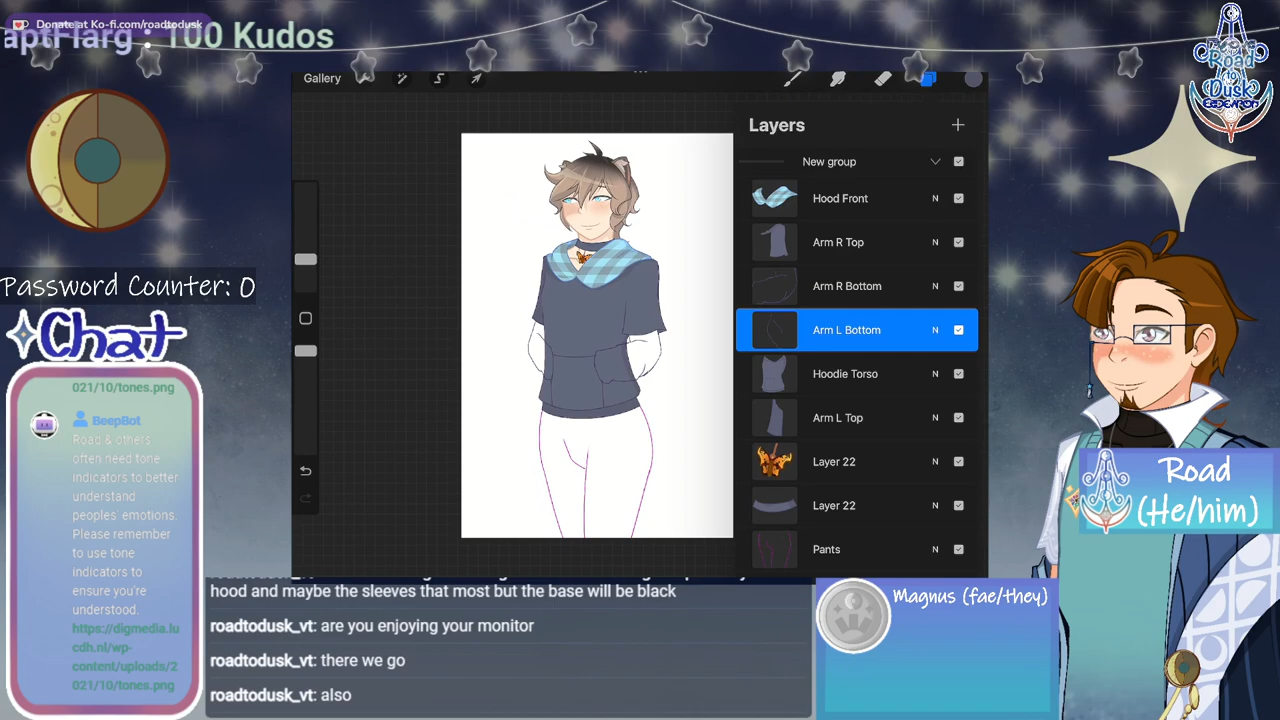 Donate at Ko-fi.com/roadtodusk
aptFlarg : 100 Kudos
Road
to
Dusk
Gallery
Layers
New group
Hood Front N
Arm R Top N
Arm R Bottom N
Arm L Bottom N
Hoodie Torso N
Arm L Top N
Layer 22 N
Layer 22 N
Pants N
Password Counter: 0
Chat
021/10/tones.png
BeepBot
Road & others
often need tone
indicators to better
understand
peoples' emotions.
Please remember
to use tone
indicators to
ensure you're
understood.
https://digmedia.lu
cdh.nl/wp-
content/uploads/2
021/10/tones.png
hood and maybe the sleeves that most but the base will be black
roadtodusk_vt: are you enjoying your monitor
roadtodusk_vt: there we go
roadtodusk_vt: also
Road
(He/him)
Magnus (fae/they)